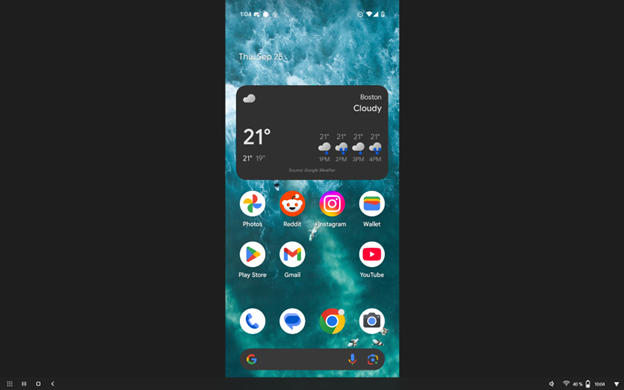 1:04
Thu, Sep 25
Boston
Cloudy
21°
21° 19°
21° 21° 21° 21°
1PM 2PM 3PM 4PM
Source: Google Weather
Photos Reddit Instagram Wallet
Play Store Gmail YouTube
40 % 10:04